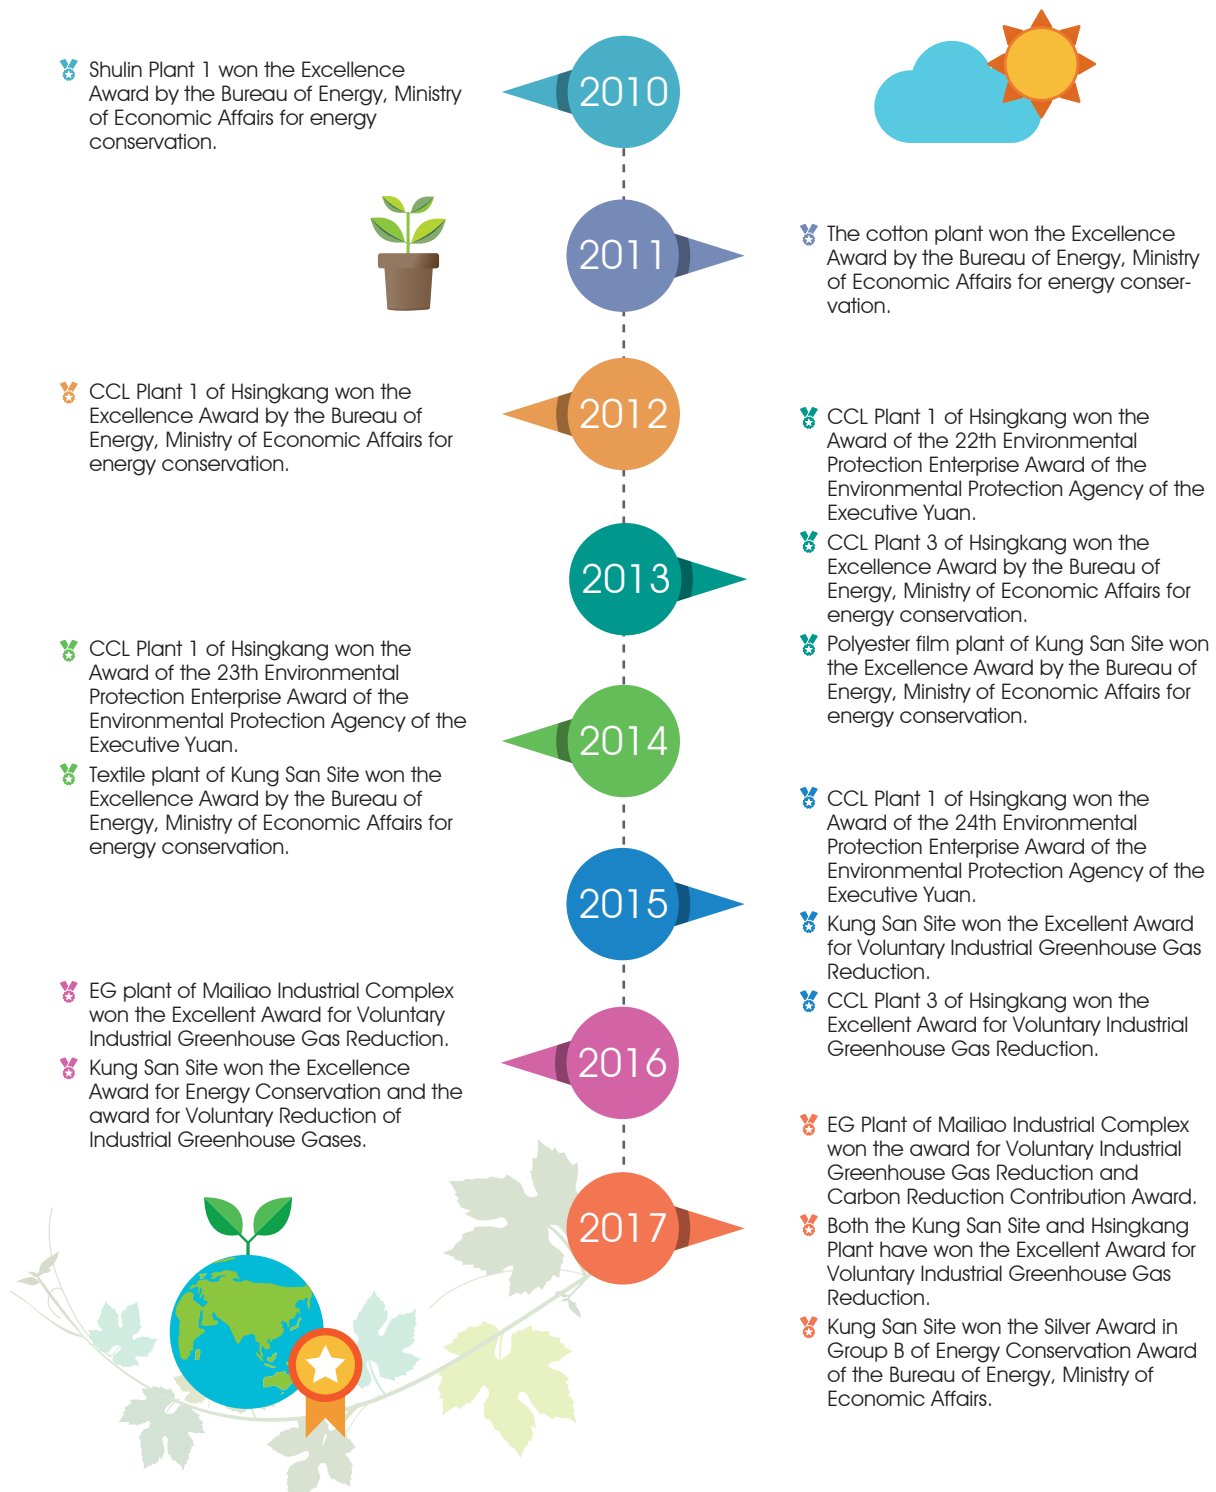 2010
Shulin Plant 1 won the Excellence
Award by the Bureau of Energy, Ministry
of Economic Affairs for energy
conservation.
2011
The cotton plant won the Excellence
Award by the Bureau of Energy, Ministry
of Economic Affairs for energy conser-
vation.
2012
CCL Plant 1 of Hsingkang won the
Excellence Award by the Bureau of
Energy, Ministry of Economic Affairs for
energy conservation.
2013
CCL Plant 1 of Hsingkang won the
Award of the 22th Environmental
Protection Enterprise Award of the
Environmental Protection Agency of the
Executive Yuan.
CCL Plant 3 of Hsingkang won the
Excellence Award by the Bureau of
Energy, Ministry of Economic Affairs for
energy conservation.
Polyester film plant of Kung San Site won
the Excellence Award by the Bureau of
Energy, Ministry of Economic Affairs for
energy conservation.
2014
CCL Plant 1 of Hsingkang won the
Award of the 23th Environmental
Protection Enterprise Award of the
Environmental Protection Agency of the
Executive Yuan.
Textile plant of Kung San Site won the
Excellence Award by the Bureau of
Energy, Ministry of Economic Affairs for
energy conservation.
2015
CCL Plant 1 of Hsingkang won the
Award of the 24th Environmental
Protection Enterprise Award of the
Environmental Protection Agency of the
Executive Yuan.
Kung San Site won the Excellent Award
for Voluntary Industrial Greenhouse Gas
Reduction.
CCL Plant 3 of Hsingkang won the
Excellent Award for Voluntary Industrial
Greenhouse Gas Reduction.
2016
EG plant of Mailiao Industrial Complex
won the Excellent Award for Voluntary
Industrial Greenhouse Gas Reduction.
Kung San Site won the Excellence
Award for Energy Conservation and the
award for Voluntary Reduction of
Industrial Greenhouse Gases.
2017
EG Plant of Mailiao Industrial Complex
won the award for Voluntary Industrial
Greenhouse Gas Reduction and
Carbon Reduction Contribution Award.
Both the Kung San Site and Hsingkang
Plant have won the Excellent Award for
Voluntary Industrial Greenhouse Gas
Reduction.
Kung San Site won the Silver Award in
Group B of Energy Conservation Award
of the Bureau of Energy, Ministry of
Economic Affairs.